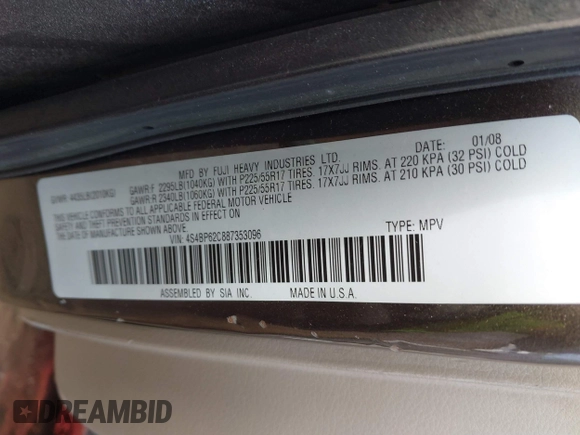 MFD. BY FUJI HEAVY INDUSTRIES LTD. DATE: 01/08
GVWR: 4435LB(2010KG) GAWR:F 2295LB(1040KG) WITH P225/55R17 TIRES. 17X7JJ RIMS. AT 220 KPA (32 PSI) COLD
GAWR:R 2340LB(1060KG) WITH P225/55R17 TIRES. 17X7JJ RIMS. AT 210 KPA (30 PSI) COLD
THIS VEHICLE CONFORMS TO ALL APPLICABLE FEDERAL MOTOR VEHICLE
SAFETY AND THEFT PREVENTION STANDARDS IN EFFECT ON THE DATE OF
MANUFACTURE SHOWN ABOVE.
VIN: 4S4BP62C887353096 TYPE: MPV
ASSEMBLED BY SIA INC. MADE IN U.S.A.
DREAMBID